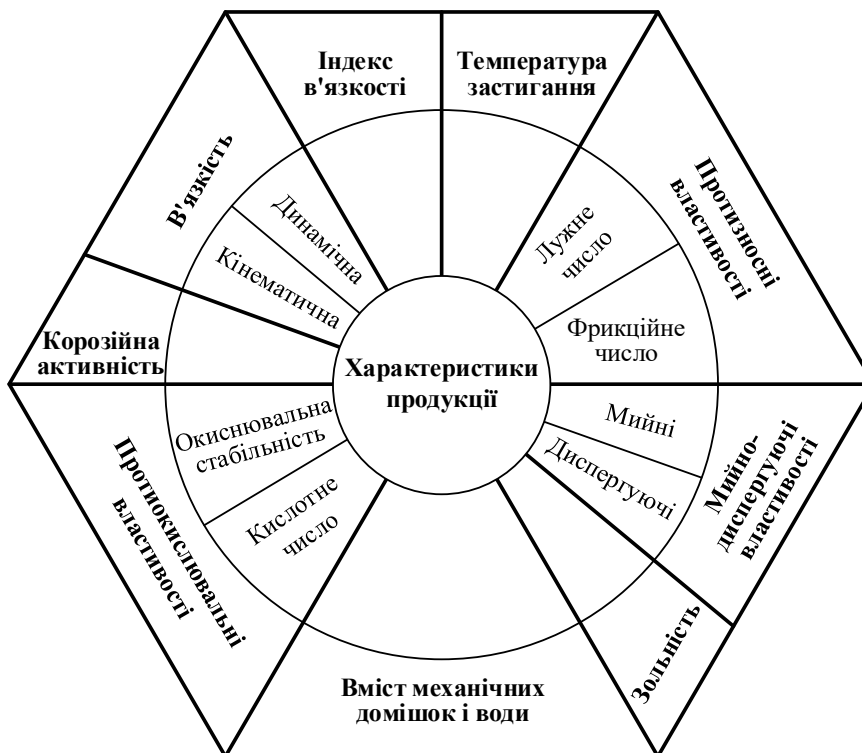 Індекс
в'язкості
Температура
застигання
В'язкість
Динамічна
Кінематична
Лужне
число
Протизносні
властивості
Фрикційне
число
Корозійна
активність
Характеристики
продукції
Окиснювальна
стабільність
Кислотне
число
Протиокислювальні
властивості
Мийні
Диспергуючі
Мийно-
диспергуючі
властивості
Зольність
Вміст механічних
домішок і води